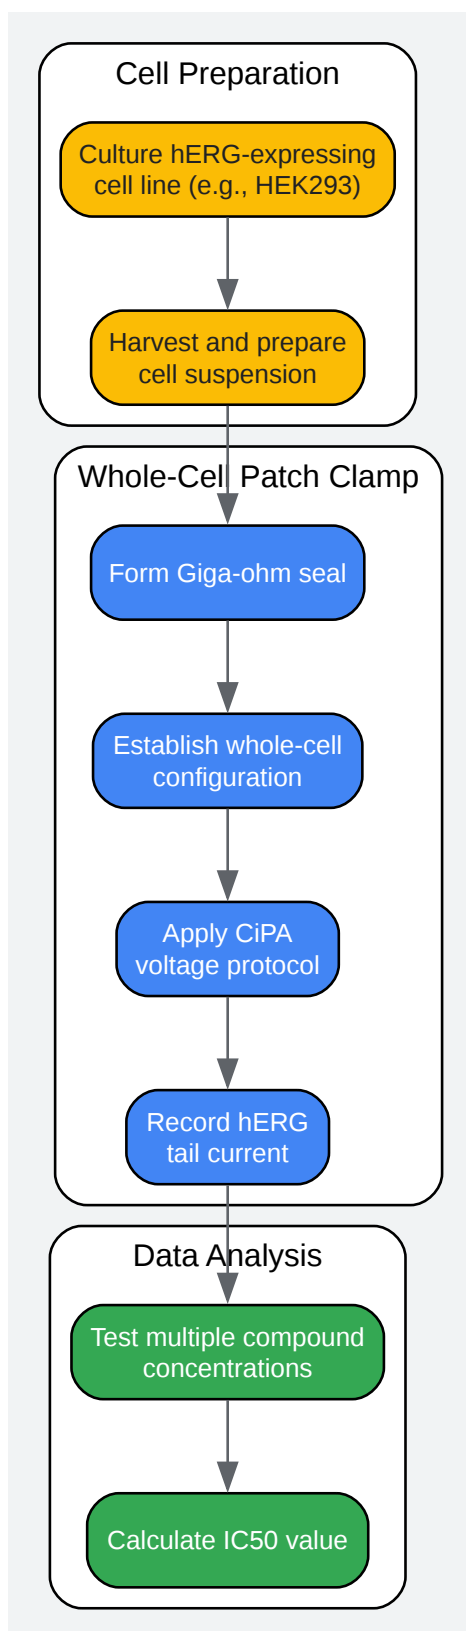 Cell Preparation
Culture hERG-expressing
cell line (e.g., HEK293)
Harvest and prepare
cell suspension
Whole-Cell Patch Clamp
Form Giga-ohm seal
Establish whole-cell
configuration
Apply CiPA
voltage protocol
Record hERG
tail current
Data Analysis
Test multiple compound
concentrations
Calculate IC50 value